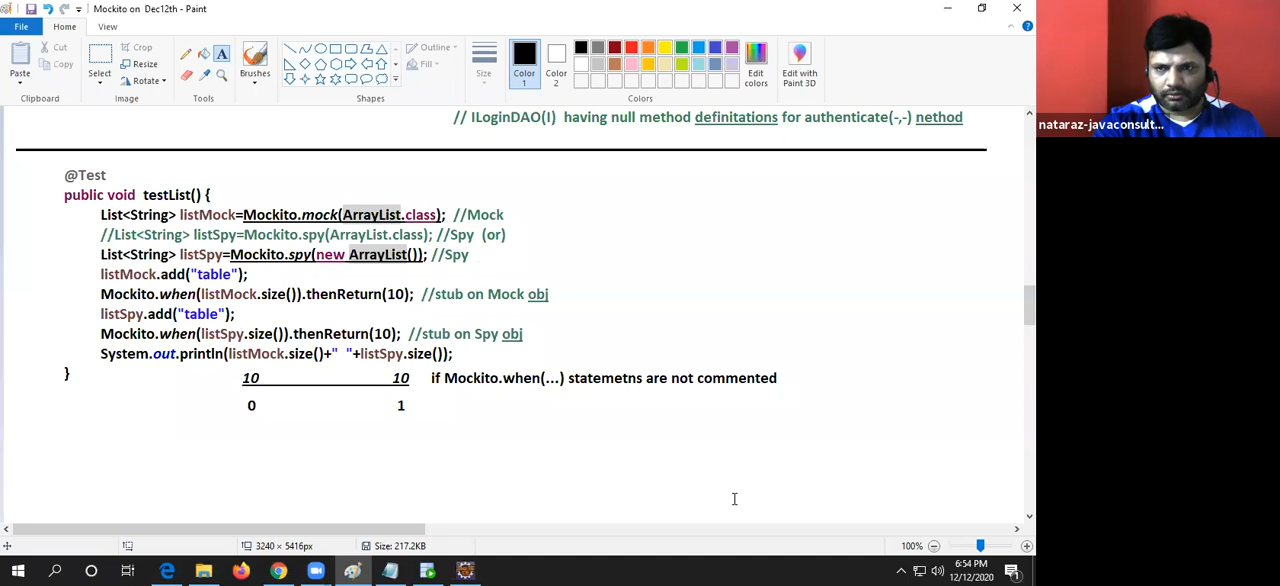 Mockito on Dec12th - Paint
File Home View
Paste
Cut
Copy
Clipboard
Select
Crop
Resize
Rotate
Image
Tools
Brushes
Shapes
Outline
Fill
Size
Color 1
Color 2
Colors
Edit colors
Edit with Paint 3D
nataraz-javaconsult...
// ILoginDAO(I) having null method definitations for authenticate(-,-) nethod
@Test
public void testList() {
List<String> listMock=Mockito.mock(ArrayList.class); //Mock
//List<String> listSpy=Mockito.spy(ArrayList.class); //Spy (or)
List<String> listSpy=Mockito.spy(new ArrayList()); //Spy
listMock.add("table");
Mockito.when(listMock.size()).thenReturn(10); //stub on Mock obj
listSpy.add("table");
Mockito.when(listSpy.size()).thenReturn(10); //stub on Spy obj
System.out.println(listMock.size()+" "+listSpy.size());
}
10 10 if Mockito.when(...) statemetns are not commented
0 1
3240 × 5416px
Size: 217.2KB
100%
6:54 PM
12/12/2020